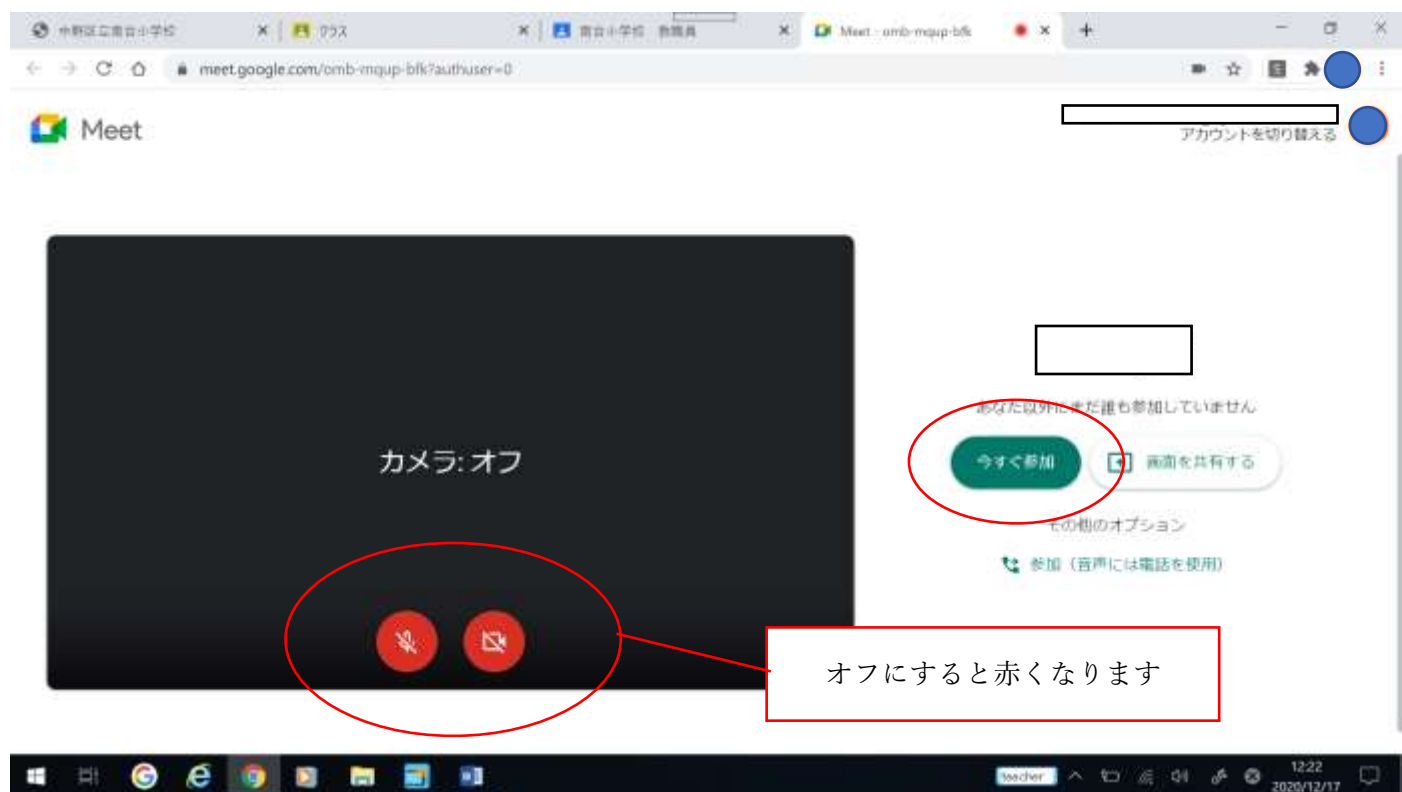 中野区立南台小学校
クラス
南台小学校 教職員
Meet - omb-mqup-bfk
meet.google.com/omb-mqup-bfk?authuser=0
Meet
アカウントを切り替える
カメラ: オフ
あなた以外にまだ誰も参加していません
今すぐ参加
画面を共有する
その他のオプション
参加（音声には電話を使用）
オフにすると赤くなります
teacher
12:22
2020/12/17